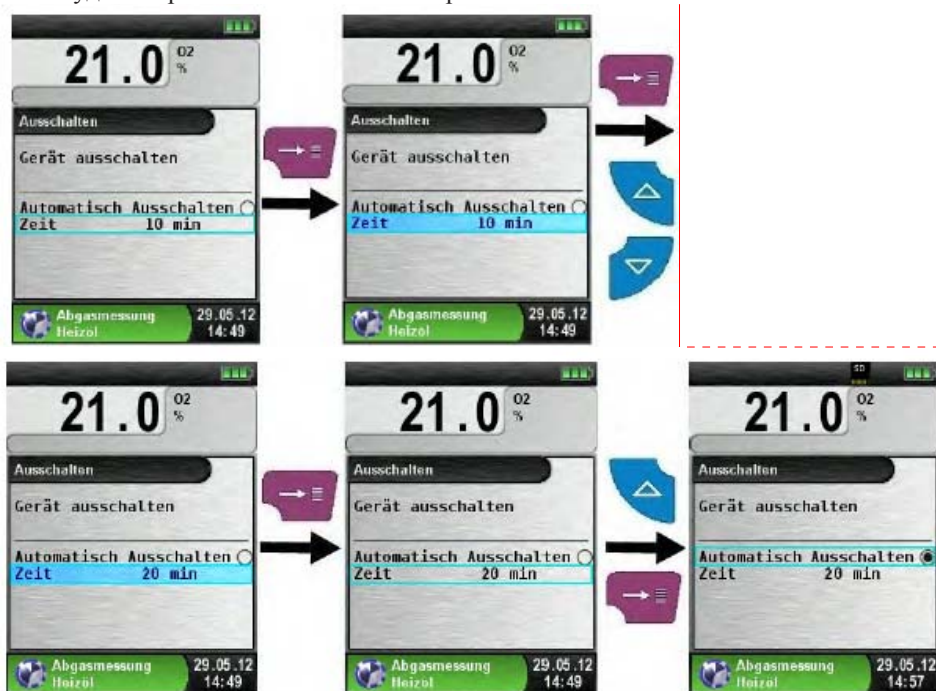 21.0 O2 %
Ausschalten
Gerät ausschalten
Automatisch Ausschalten
Zeit 10 min
Abgasmessung 29.05.12
Heizöl 14:49
21.0 O2 %
Ausschalten
Gerät ausschalten
Automatisch Ausschalten
Zeit 10 min
Abgasmessung 29.05.12
Heizöl 14:49
21.0 O2 %
Ausschalten
Gerät ausschalten
Automatisch Ausschalten
Zeit 20 min
Abgasmessung 29.05.12
Heizöl 14:49
21.0 O2 %
Ausschalten
Gerät ausschalten
Automatisch Ausschalten
Zeit 20 min
Abgasmessung 29.05.12
Heizöl 14:49
SD
21.0 O2 %
Ausschalten
Gerät ausschalten
Automatisch Ausschalten
Zeit 20 min
Abgasmessung 29.05.12
Heizöl 14:57